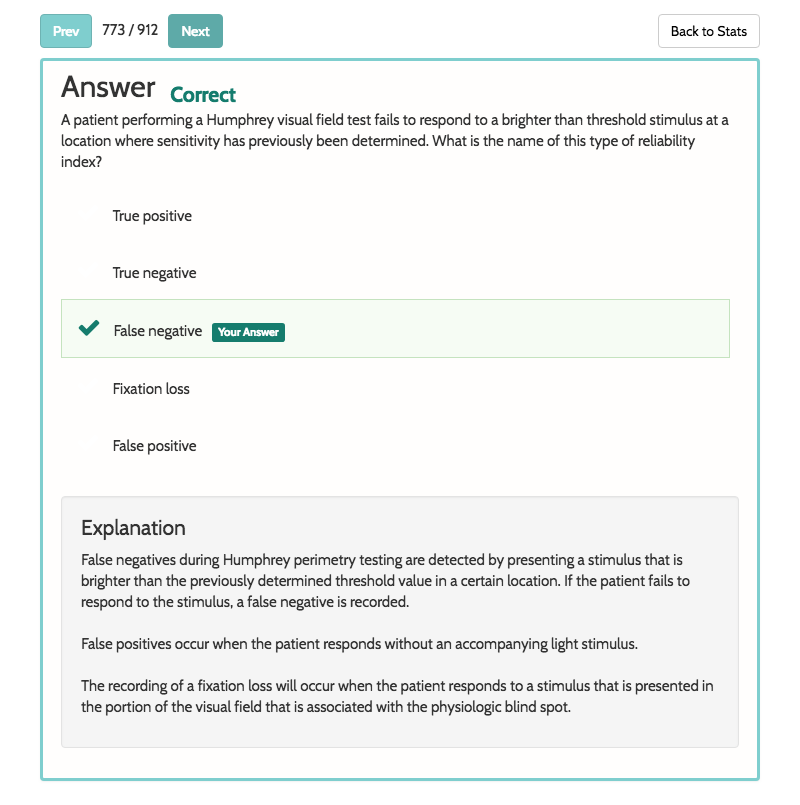 Prev 773 / 912 Next Back to Stats
Answer Correct
A patient performing a Humphrey visual field test fails to respond to a brighter than threshold stimulus at a
location where sensitivity has previously been determined. What is the name of this type of reliability
index?
True positive
True negative
False negative Your Answer
Fixation loss
False positive
Explanation
False negatives during Humphrey perimetry testing are detected by presenting a stimulus that is
brighter than the previously determined threshold value in a certain location. If the patient fails to
respond to the stimulus, a false negative is recorded.
False positives occur when the patient responds without an accompanying light stimulus.
The recording of a fixation loss will occur when the patient responds to a stimulus that is presented in
the portion of the visual field that is associated with the physiologic blind spot.